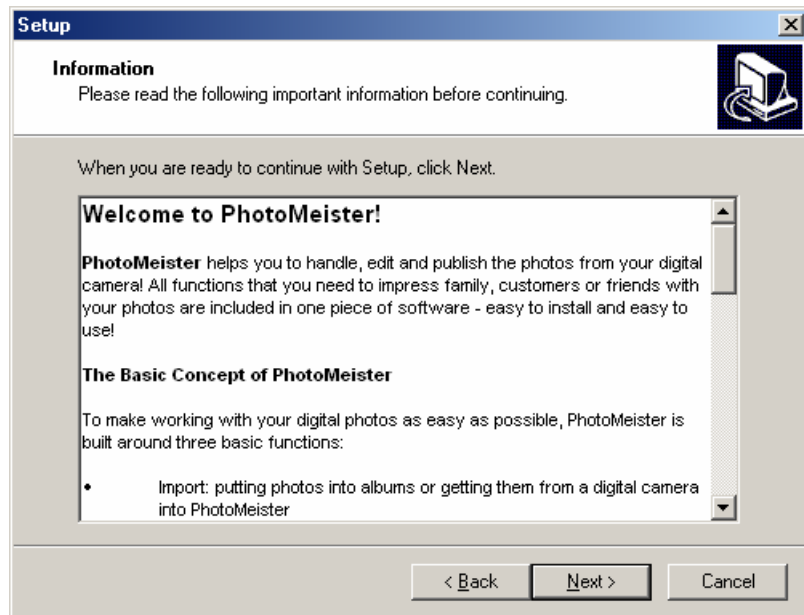 Setup
Information
Please read the following important information before continuing.
When you are ready to continue with Setup, click Next.
Welcome to PhotoMeister!
PhotoMeister helps you to handle, edit and publish the photos from your digital
camera! All functions that you need to impress family, customers or friends with
your photos are included in one piece of software - easy to install and easy to
use!
The Basic Concept of PhotoMeister
To make working with your digital photos as easy as possible, PhotoMeister is
built around three basic functions:
• Import: putting photos into albums or getting them from a digital camera
into PhotoMeister
< Back Next > Cancel